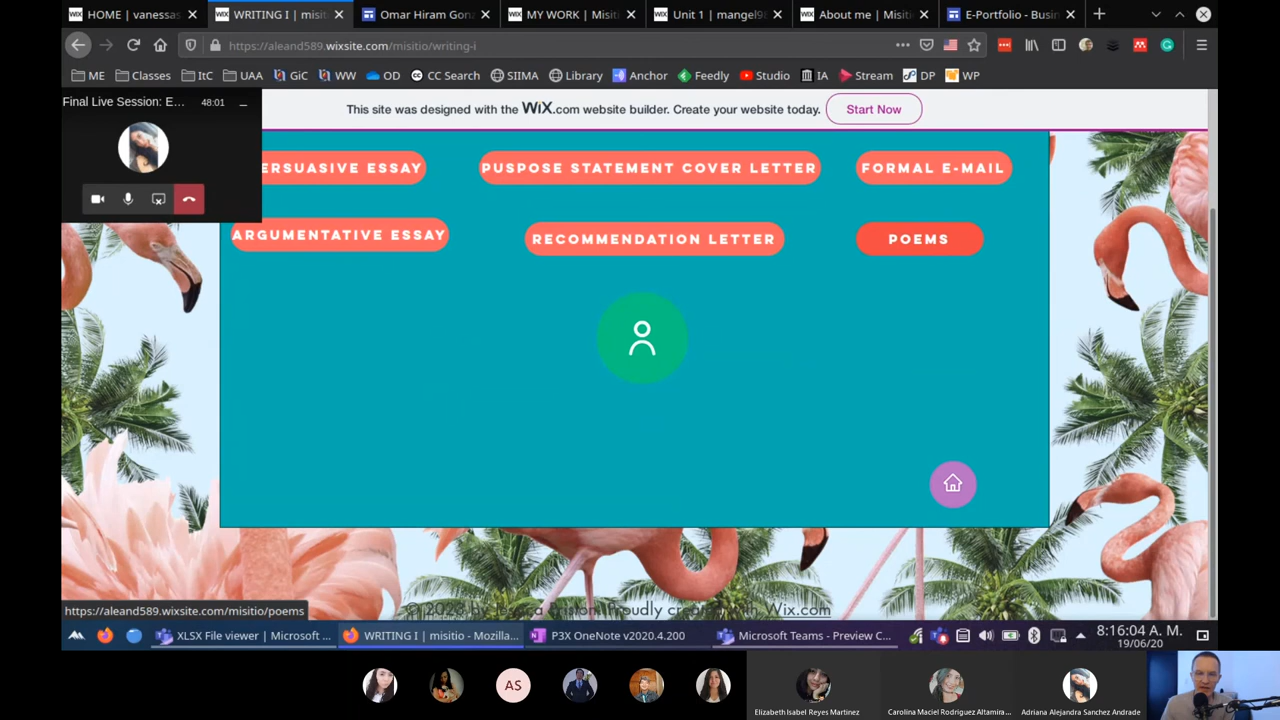 HOME | vanessas
WRITING I | misiti
Omar Hiram Gonz
MY WORK | Misiti
Unit 1 | mangel98
About me | Misiti
E-Portfolio - Busin
https://aleand589.wixsite.com/misitio/writing-i
ME
Classes
ItC
UAA
GiC
WW
OD
CC Search
SIIMA
Library
Anchor
Feedly
Studio
IA
Stream
DP
WP
Final Live Session: E... 48:01
This site was designed with the WiX.com website builder. Create your website today. Start Now
ERSUASIVE ESSAY
PUSPOSE STATEMENT COVER LETTER
FORMAL E-MAIL
ARGUMENTATIVE ESSAY
RECOMMENDATION LETTER
POEMS
https://aleand589.wixsite.com/misitio/poems
Proudly created with Wix.com
XLSX File viewer | Microsoft ...
WRITING I | misitio - Mozilla...
P3X OneNote v2020.4.200
Microsoft Teams - Preview C...
8:16:04 A. M.
19/06/20
AS
Elizabeth Isabel Reyes Martinez
Carolina Maciel Rodriguez Altamira...
Adriana Alejandra Sanchez Andrade